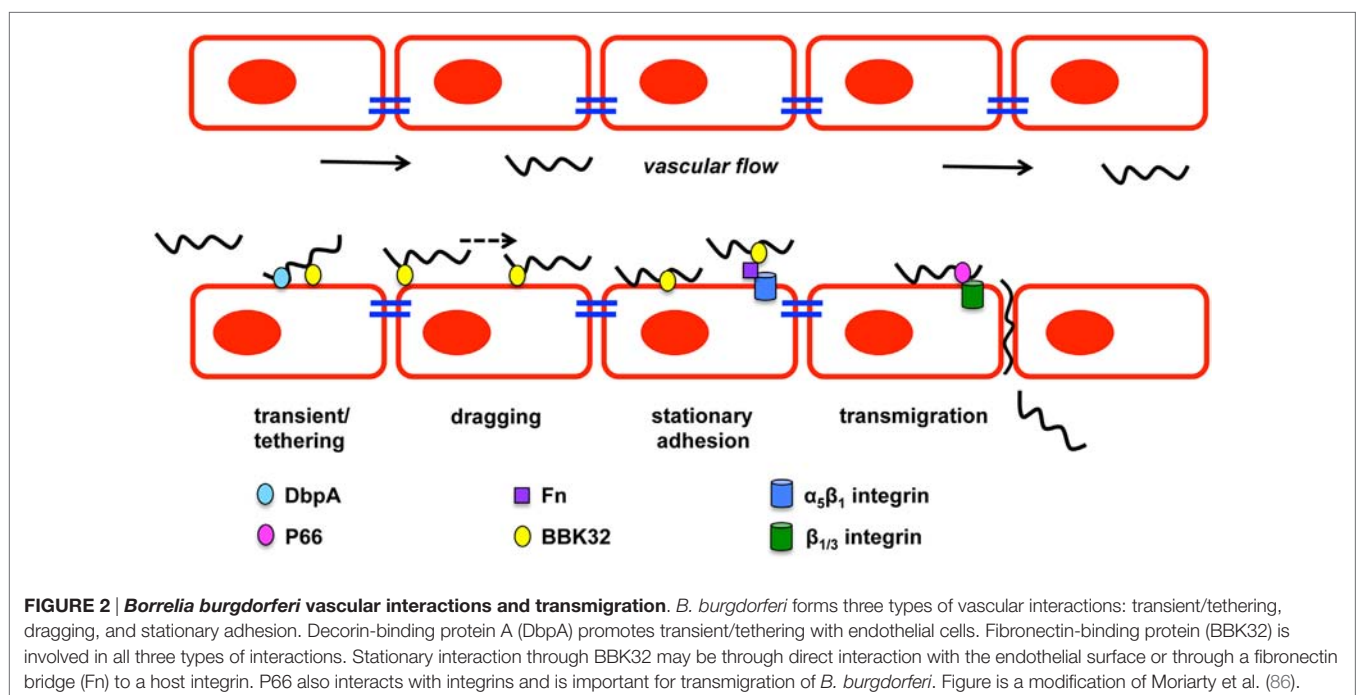 vascular flow
transient/
tethering
dragging
stationary
adhesion
transmigration
DbpA
Fn
α5β1 integrin
P66
BBK32
β1/3 integrin
FIGURE 2 | Borrelia burgdorferi vascular interactions and transmigration. B. burgdorferi forms three types of vascular interactions: transient/tethering,
dragging, and stationary adhesion. Decorin-binding protein A (DbpA) promotes transient/tethering with endothelial cells. Fibronectin-binding protein (BBK32) is
involved in all three types of interactions. Stationary interaction through BBK32 may be through direct interaction with the endothelial surface or through a fibronectin
bridge (Fn) to a host integrin. P66 also interacts with integrins and is important for transmigration of B. burgdorferi. Figure is a modification of Moriarty et al. (86).